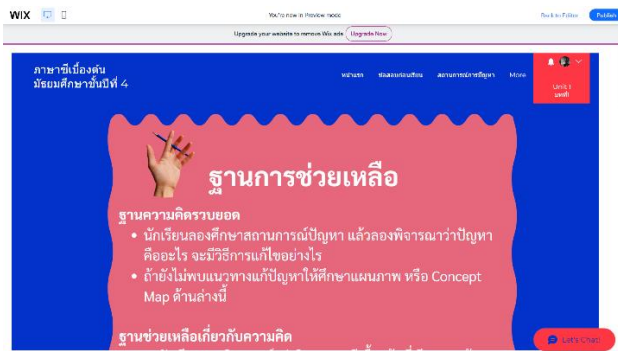 WIX
You're now in Preview mode
Back to Editor
Publish
Upgrade your website to remove Wix ads
Upgrade Now
ภาษาซีเบื้องต้น
มัธยมศึกษาชั้นปีที่ 4
หน้าแรก
More
Unit 1
ฐานการช่วยเหลือ
ฐานความคิดรวบยอด
• นักเรียนลองศึกษาสถานการณ์ปัญหา แล้วลองพิจารณาว่าปัญหา
คืออะไร จะมีวิธีการแก้ไขอย่างไร
• ถ้ายังไม่พบแนวทางแก้ปัญหาให้ศึกษาแผนภาพ หรือ Concept
Map ด้านล่างนี้
ฐานช่วยเหลือเกี่ยวกับความคิด
Let's Chat!